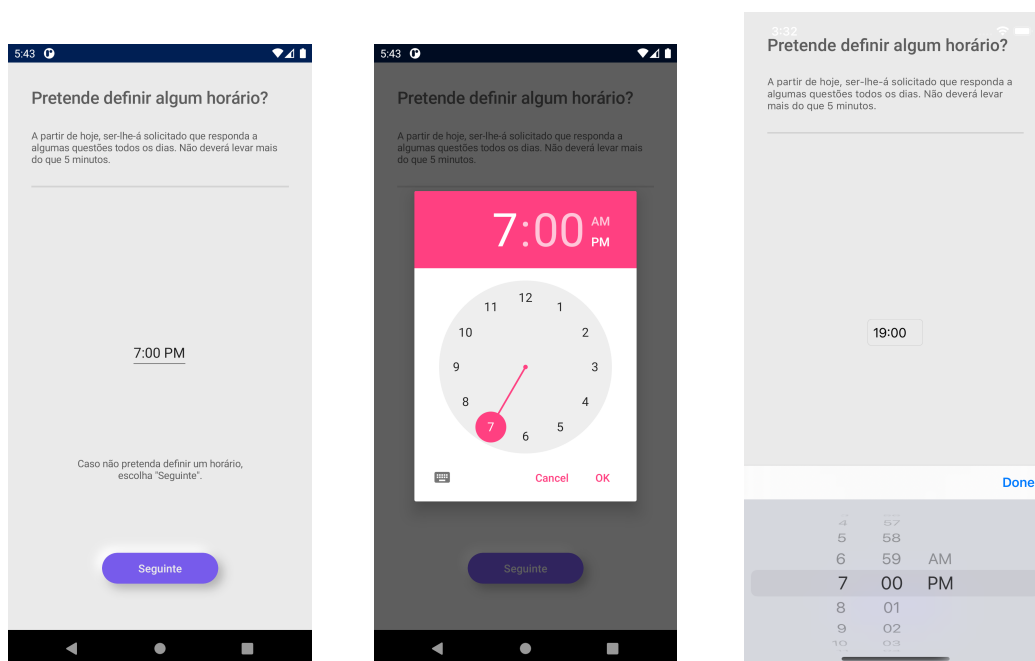 5:43
Pretende definir algum horário?
A partir de hoje, ser-lhe-á solicitado que responda a
algumas questões todos os dias. Não deverá levar mais
do que 5 minutos.
7:00 PM
Caso não pretenda definir um horário,
escolha "Seguinte".
Seguinte
5:43
Pretende definir algum horário?
A partir de hoje, ser-lhe-á solicitado que responda a
algumas questões todos os dias. Não deverá levar mais
do que 5 minutos.
7:00 AM
PM
12
11 1
10 2
9 3
8 4
7 5
6
Cancel OK
Seguinte
3:32
Pretende definir algum horário?
A partir de hoje, ser-lhe-á solicitado que responda a
algumas questões todos os dias. Não deverá levar
mais do que 5 minutos.
19:00
Done
4 57
5 58
6 59 AM
7 00 PM
8 01
9 02
10 03